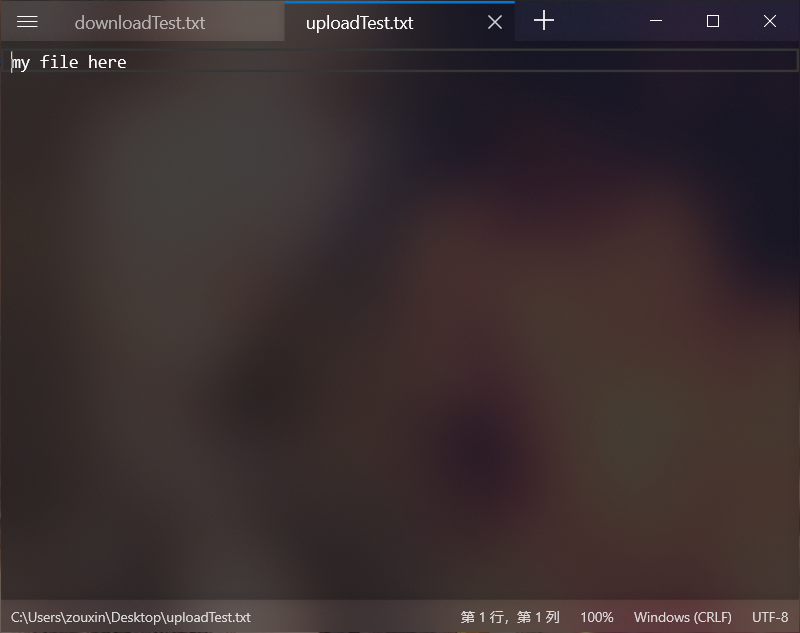 downloadTest.txt uploadTest.txt
my file here
C:\Users\zouxin\Desktop\uploadTest.txt 第 1 行，第 1 列 100% Windows (CRLF) UTF-8